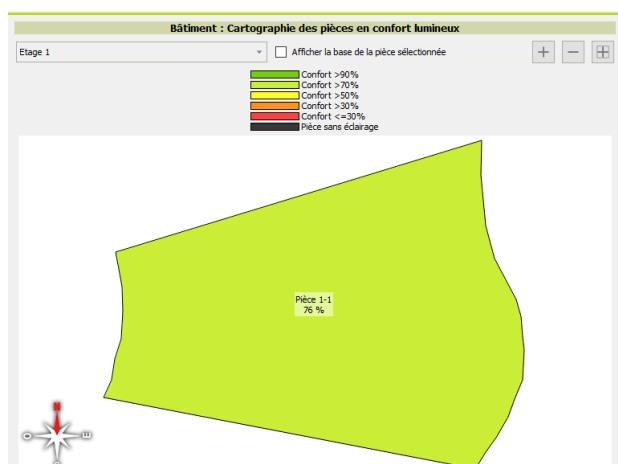 Bâtiment : Cartographie des pièces en confort lumineux
Etage 1
Afficher la base de la pièce sélectionnée
Confort >90%
Confort >70%
Confort >50%
Confort >30%
Confort <=30%
Pièce sans éclairage
Pièce 1-1
76 %
N
O
E